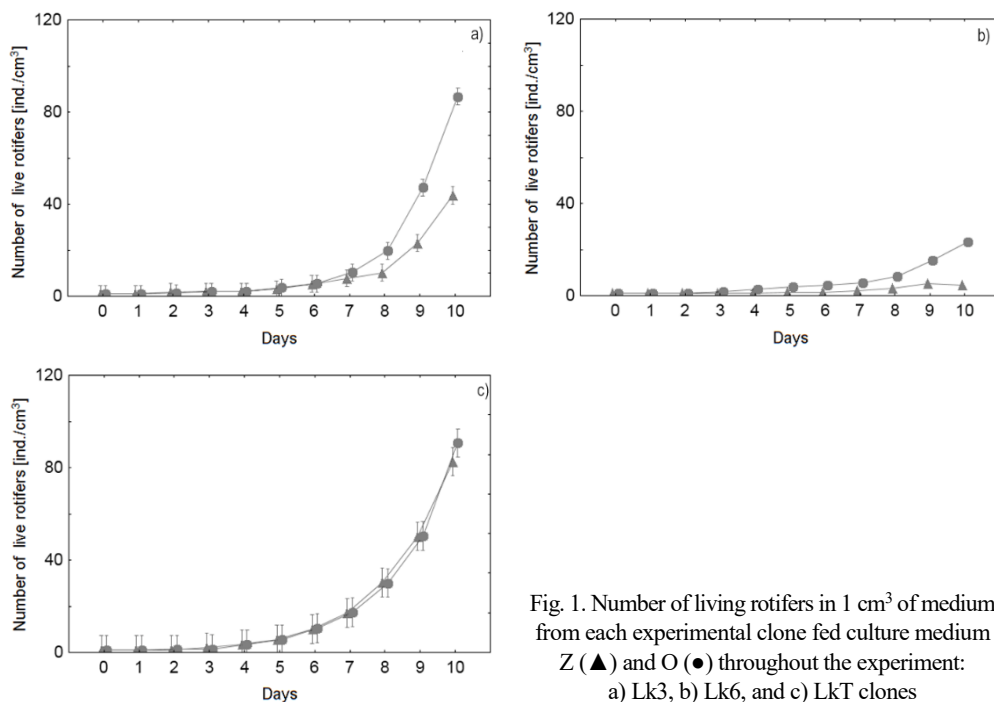 a)
Number of live rotifers [ind./cm³]
120
80
40
0
0 1 2 3 4 5 6 7 8 9 10
Days
b)
Number of live rotifers [ind./cm³]
120
80
40
0
0 1 2 3 4 5 6 7 8 9 10
Days
c)
Number of live rotifers [ind./cm³]
120
80
40
0
0 1 2 3 4 5 6 7 8 9 10
Days
Fig. 1. Number of living rotifers in 1 cm³ of medium
from each experimental clone fed culture medium
Z (▲) and O (●) throughout the experiment:
a) Lk3, b) Lk6, and c) LkT clones